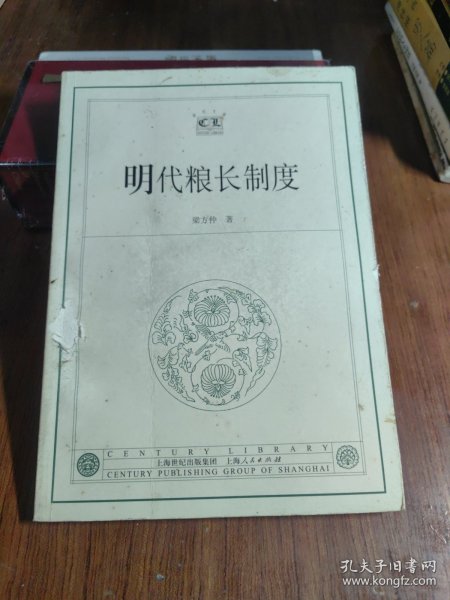 CL
明代粮长制度
梁方仲 著
CENTURY LIBRARY
上海世纪出版集团 上海人民出版社
CENTURY PUBLISHING GROUP OF SHANGHAI
孔夫子旧书网
www.kongfz.com